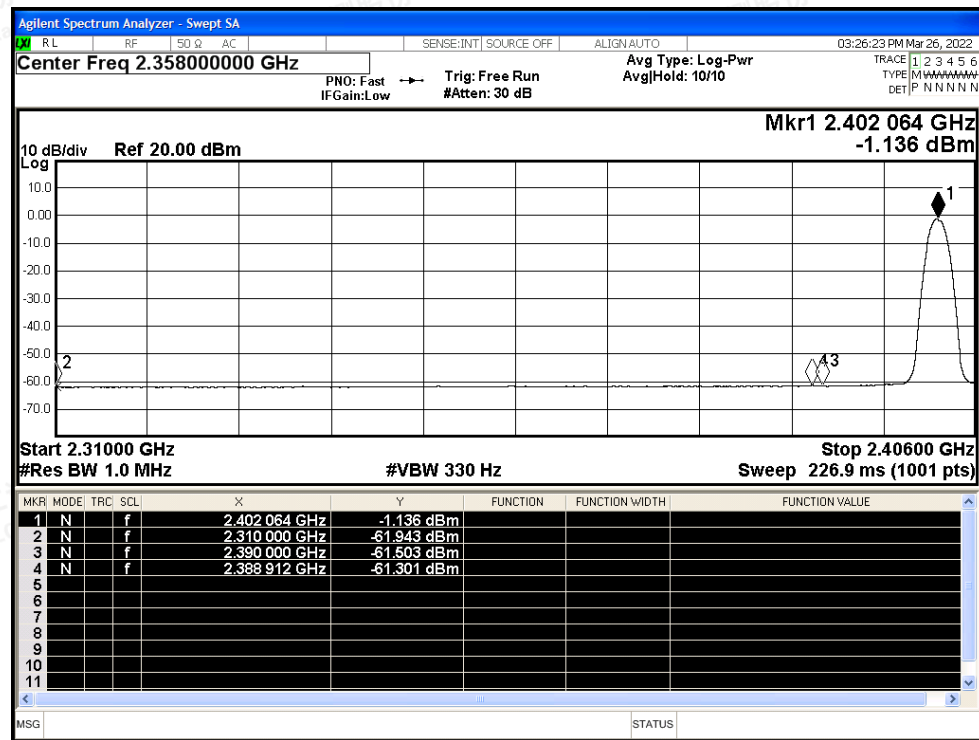 Agilent Spectrum Analyzer - Swept SA
LXI RL RF 50 Ω AC SENSE:INT SOURCE OFF ALIGN AUTO 03:26:23 PM Mar 26, 2022
Center Freq 2.358000000 GHz
PNO: Fast
IFGain:Low
Trig: Free Run
#Atten: 30 dB
Avg Type: Log-Pwr
Avg|Hold: 10/10
TRACE 1 2 3 4 5 6
TYPE M
DET P N N N N N
Mkr1 2.402 064 GHz
-1.136 dBm
10 dB/div Ref 20.00 dBm
Log
10.0
0.00
-10.0
-20.0
-30.0
-40.0
-50.0
-60.0
-70.0
1
2
43
Start 2.31000 GHz Stop 2.40600 GHz
#Res BW 1.0 MHz #VBW 330 Hz Sweep 226.9 ms (1001 pts)
MKR MODE TRC SCL X Y FUNCTION FUNCTION WIDTH FUNCTION VALUE
1 N f 2.402 064 GHz -1.136 dBm
2 N f 2.310 000 GHz -61.943 dBm
3 N f 2.390 000 GHz -61.503 dBm
4 N f 2.388 912 GHz -61.301 dBm
5
6
7
8
9
10
11
MSG STATUS